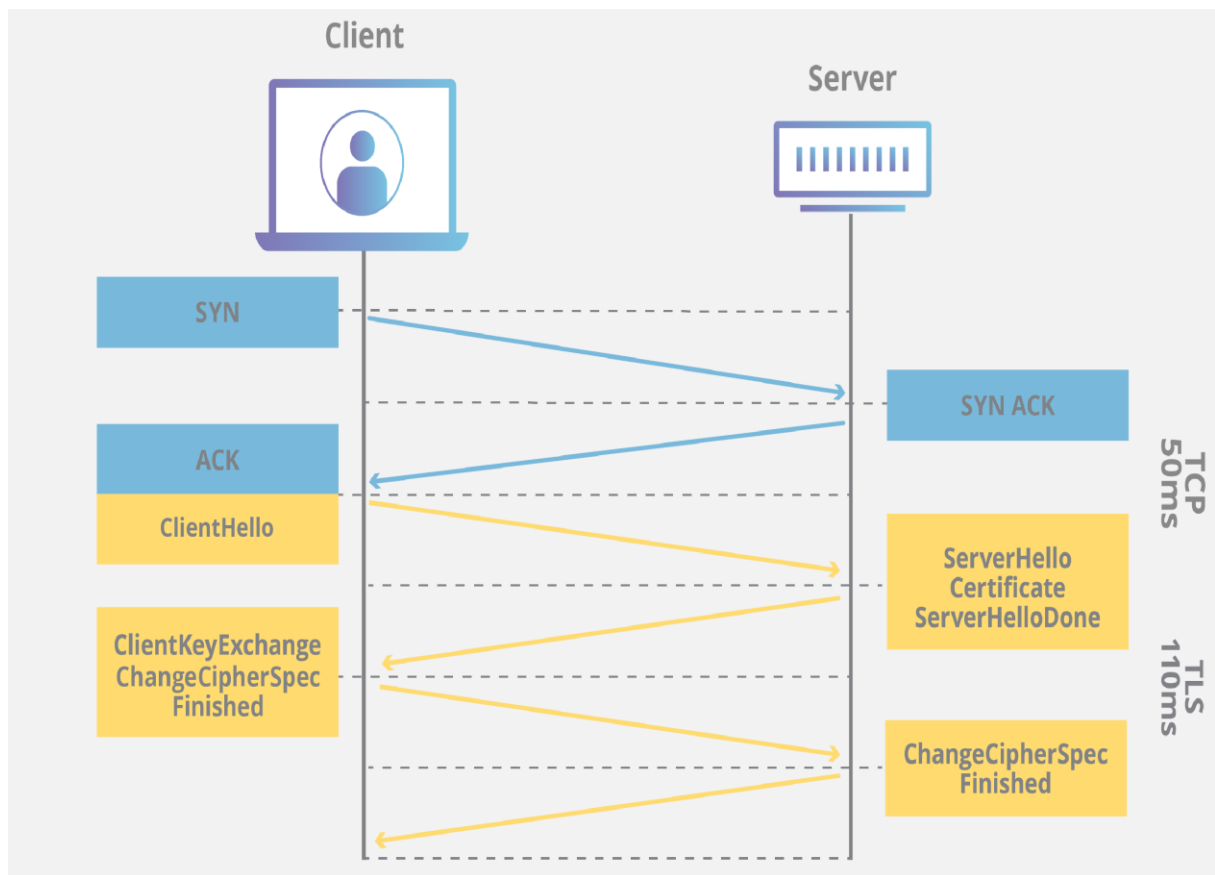 Client
Server
SYN
SYN ACK
ACK
ClientHello
TCP
50ms
ServerHello
Certificate
ServerHelloDone
ClientKeyExchange
ChangeCipherSpec
Finished
TLS
110ms
ChangeCipherSpec
Finished